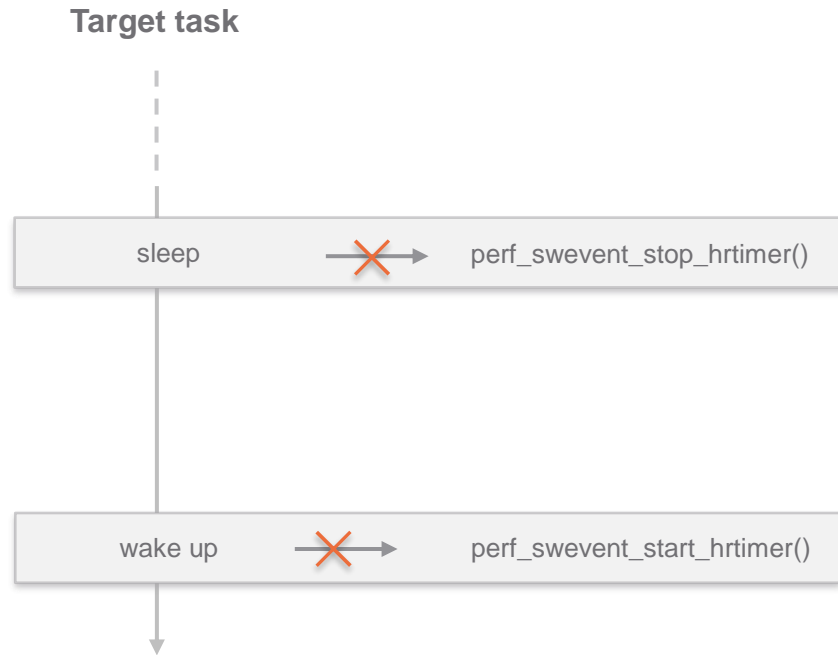 Target task
sleep perf_swevent_stop_hrtimer()
wake up perf_swevent_start_hrtimer()